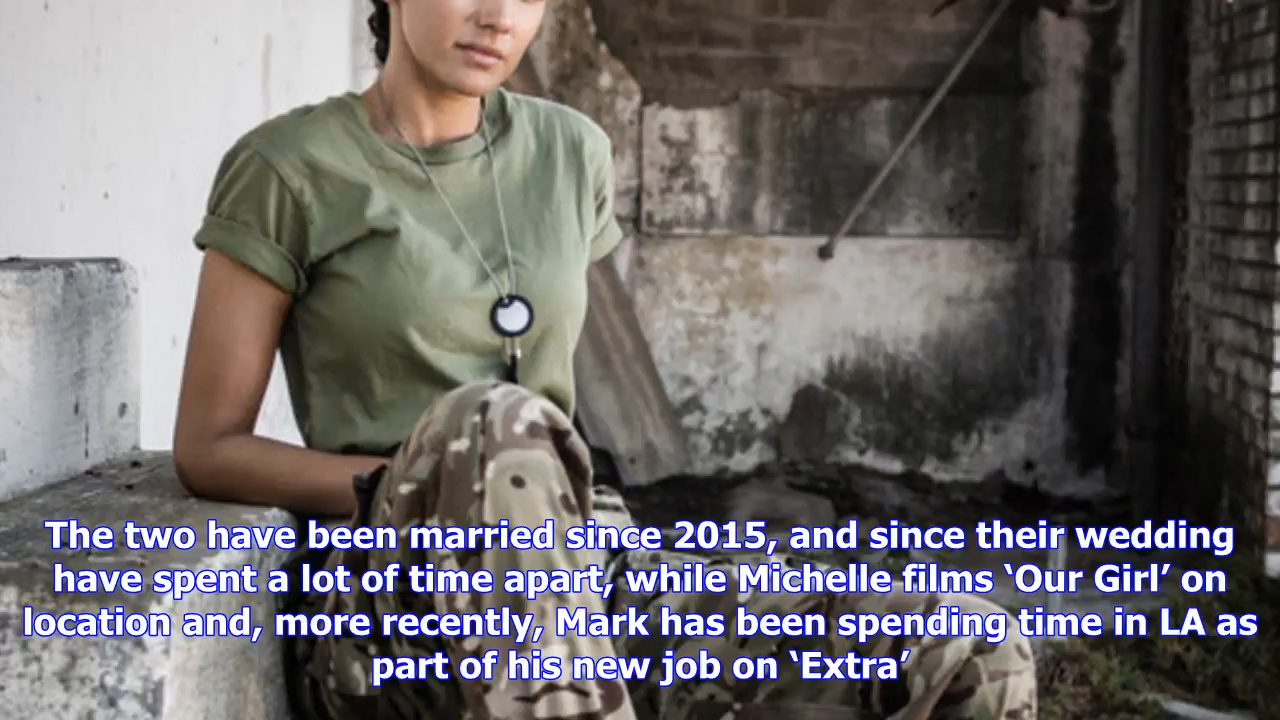 The two have been married since 2015, and since their wedding
have spent a lot of time apart, while Michelle films ‘Our Girl’ on
location and, more recently, Mark has been spending time in LA as
part of his new job on ‘Extra’